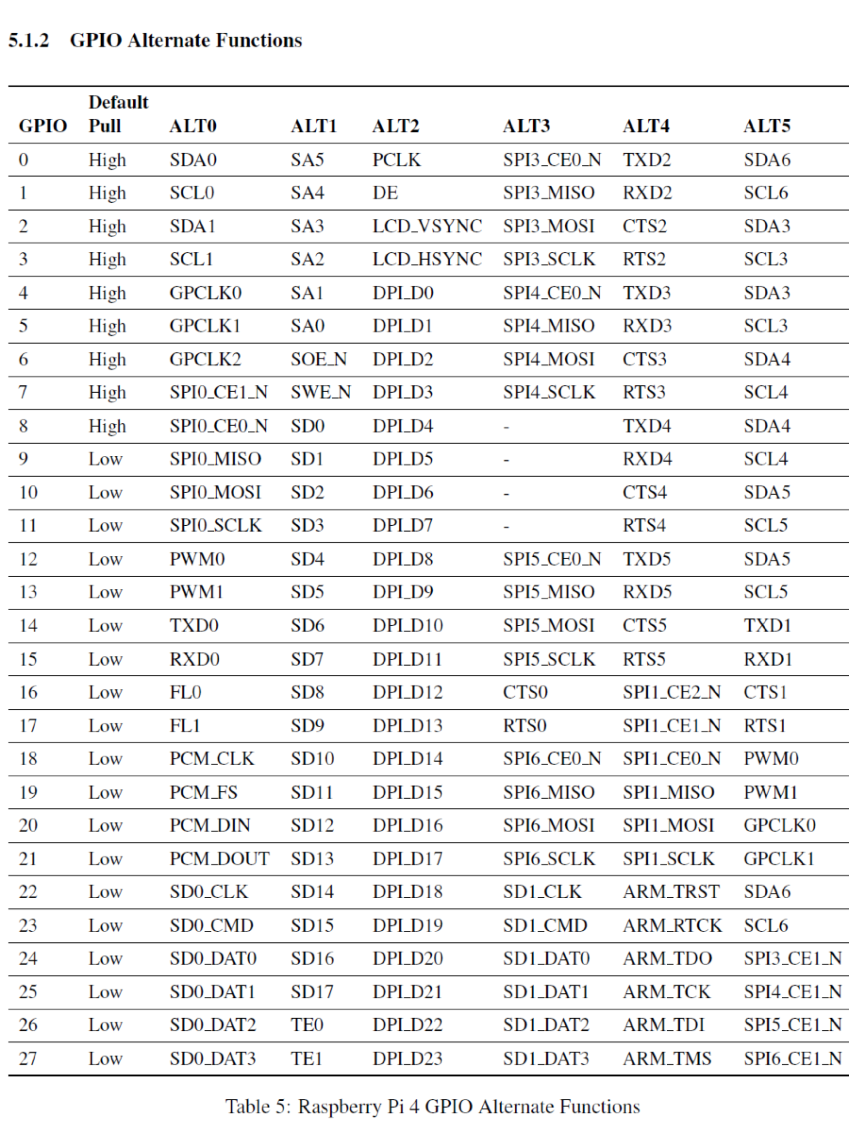 5.1.2 GPIO Alternate Functions
Default
GPIO Pull ALT0 ALT1 ALT2 ALT3 ALT4 ALT5
0 High SDA0 SA5 PCLK SPI3_CE0_N TXD2 SDA6
1 High SCL0 SA4 DE SPI3_MISO RXD2 SCL6
2 High SDA1 SA3 LCD_VSYNC SPI3_MOSI CTS2 SDA3
3 High SCL1 SA2 LCD_HSYNC SPI3_SCLK RTS2 SCL3
4 High GPCLK0 SA1 DPI_D0 SPI4_CE0_N TXD3 SDA3
5 High GPCLK1 SA0 DPI_D1 SPI4_MISO RXD3 SCL3
6 High GPCLK2 SOE_N DPI_D2 SPI4_MOSI CTS3 SDA4
7 High SPI0_CE1_N SWE_N DPI_D3 SPI4_SCLK RTS3 SCL4
8 High SPI0_CE0_N SD0 DPI_D4 - TXD4 SDA4
9 Low SPI0_MISO SD1 DPI_D5 - RXD4 SCL4
10 Low SPI0_MOSI SD2 DPI_D6 - CTS4 SDA5
11 Low SPI0_SCLK SD3 DPI_D7 - RTS4 SCL5
12 Low PWM0 SD4 DPI_D8 SPI5_CE0_N TXD5 SDA5
13 Low PWM1 SD5 DPI_D9 SPI5_MISO RXD5 SCL5
14 Low TXD0 SD6 DPI_D10 SPI5_MOSI CTS5 TXD1
15 Low RXD0 SD7 DPI_D11 SPI5_SCLK RTS5 RXD1
16 Low FL0 SD8 DPI_D12 CTS0 SPI1_CE2_N CTS1
17 Low FL1 SD9 DPI_D13 RTS0 SPI1_CE1_N RTS1
18 Low PCM_CLK SD10 DPI_D14 SPI6_CE0_N SPI1_CE0_N PWM0
19 Low PCM_FS SD11 DPI_D15 SPI6_MISO SPI1_MISO PWM1
20 Low PCM_DIN SD12 DPI_D16 SPI6_MOSI SPI1_MOSI GPCLK0
21 Low PCM_DOUT SD13 DPI_D17 SPI6_SCLK SPI1_SCLK GPCLK1
22 Low SD0_CLK SD14 DPI_D18 SD1_CLK ARM_TRST SDA6
23 Low SD0_CMD SD15 DPI_D19 SD1_CMD ARM_RTCK SCL6
24 Low SD0_DAT0 SD16 DPI_D20 SD1_DAT0 ARM_TDO SPI3_CE1_N
25 Low SD0_DAT1 SD17 DPI_D21 SD1_DAT1 ARM_TCK SPI4_CE1_N
26 Low SD0_DAT2 TE0 DPI_D22 SD1_DAT2 ARM_TDI SPI5_CE1_N
27 Low SD0_DAT3 TE1 DPI_D23 SD1_DAT3 ARM_TMS SPI6_CE1_N
Table 5: Raspberry Pi 4 GPIO Alternate Functions